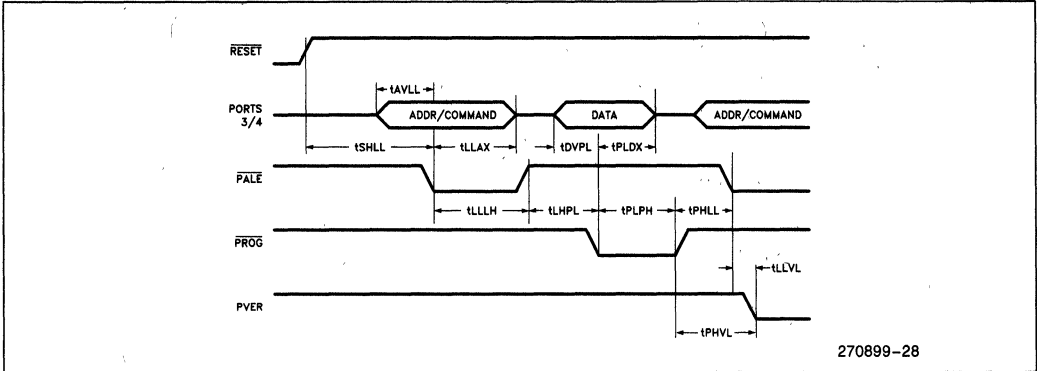 RESET
tAVLL
PORTS
3/4
ADDR/COMMAND
DATA
ADDR/COMMAND
tSHLL
tLLAX
tDVPL
tPLDX
PALE
tLLLH
tLHPL
tPLPH
tPHLL
PROG
tLLVL
PVER
tPHVL
270899-28